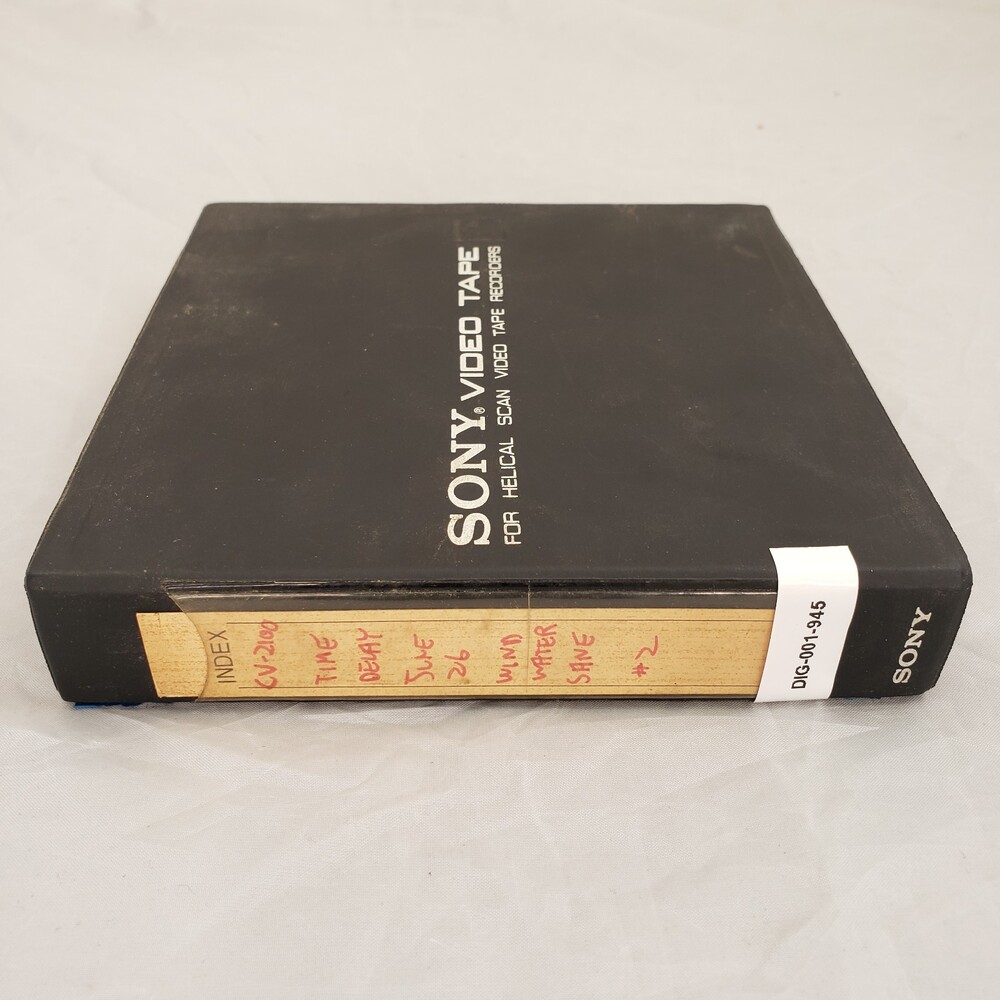 SONY® VIDEO TAPE
FOR HELICAL SCAN VIDEO TAPE RECORDERS
INDEX
CV-2100
TIME
DELAY
JUNE
26
WIND
WATER
SAVE
#2
DIG-001-945
SONY